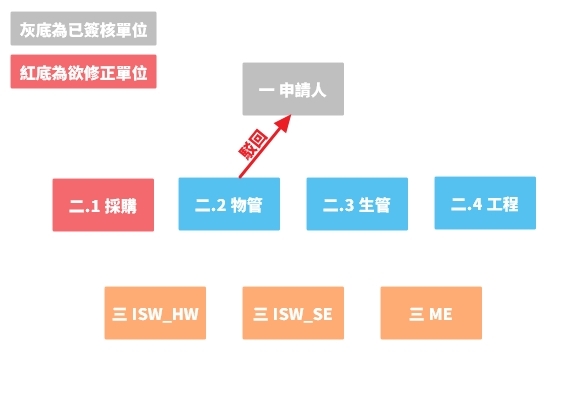 灰底為已簽核單位
紅底為欲修正單位
一 申請人
駁回
二.1 採購
二.2 物管
二.3 生管
二.4 工程
三 ISW_HW
三 ISW_SE
三 ME